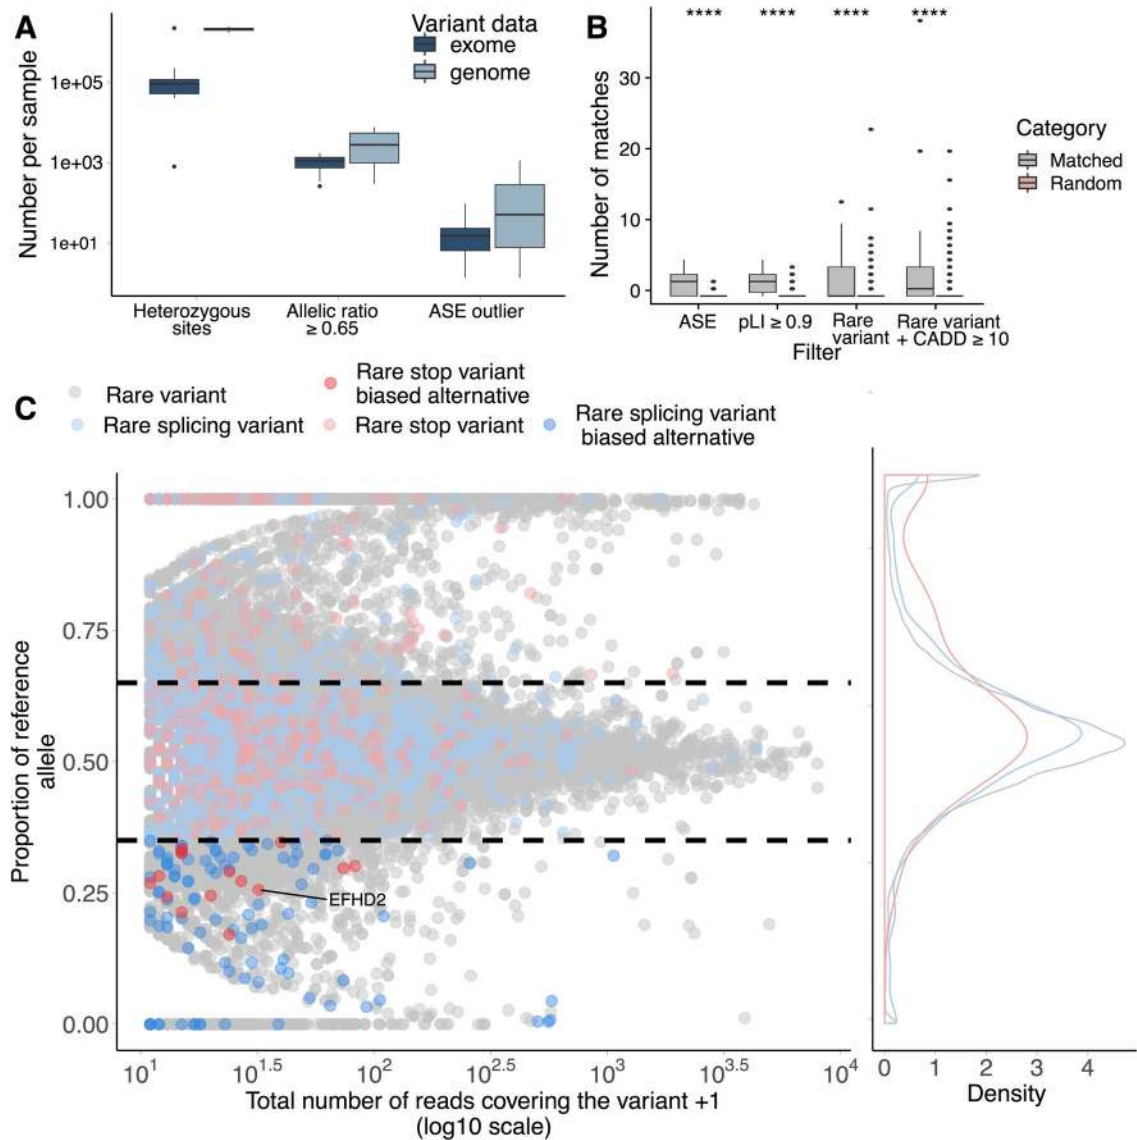 A
Number per sample
1e+05
1e+03
1e+01
Variant data
exome
genome
Heterozygous
sites
Allelic ratio
≥ 0.65
ASE outlier
B
Number of matches
**** **** **** ****
30
20
10
0
Category
Matched
Random
ASE
pLI ≥ 0.9
Rare
variant
Rare variant
+ CADD ≥ 10
Filter
C
Rare variant
Rare stop variant
biased alternative
Rare splicing variant
Rare stop variant
Rare splicing variant
biased alternative
Proportion of reference
allele
1.00
0.75
0.50
0.25
0.00
EFHD2
10^1
10^1.5
10^2
10^2.5
10^3
10^3.5
10^4
Total number of reads covering the variant +1
(log10 scale)
0 1 2 3 4
Density